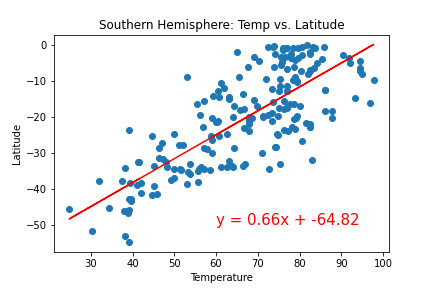 Southern Hemisphere: Temp vs. Latitude
0
−10
−20
−30
−40
−50
Latitude
y = 0.66x + -64.82
30 40 50 60 70 80 90 100
Temperature